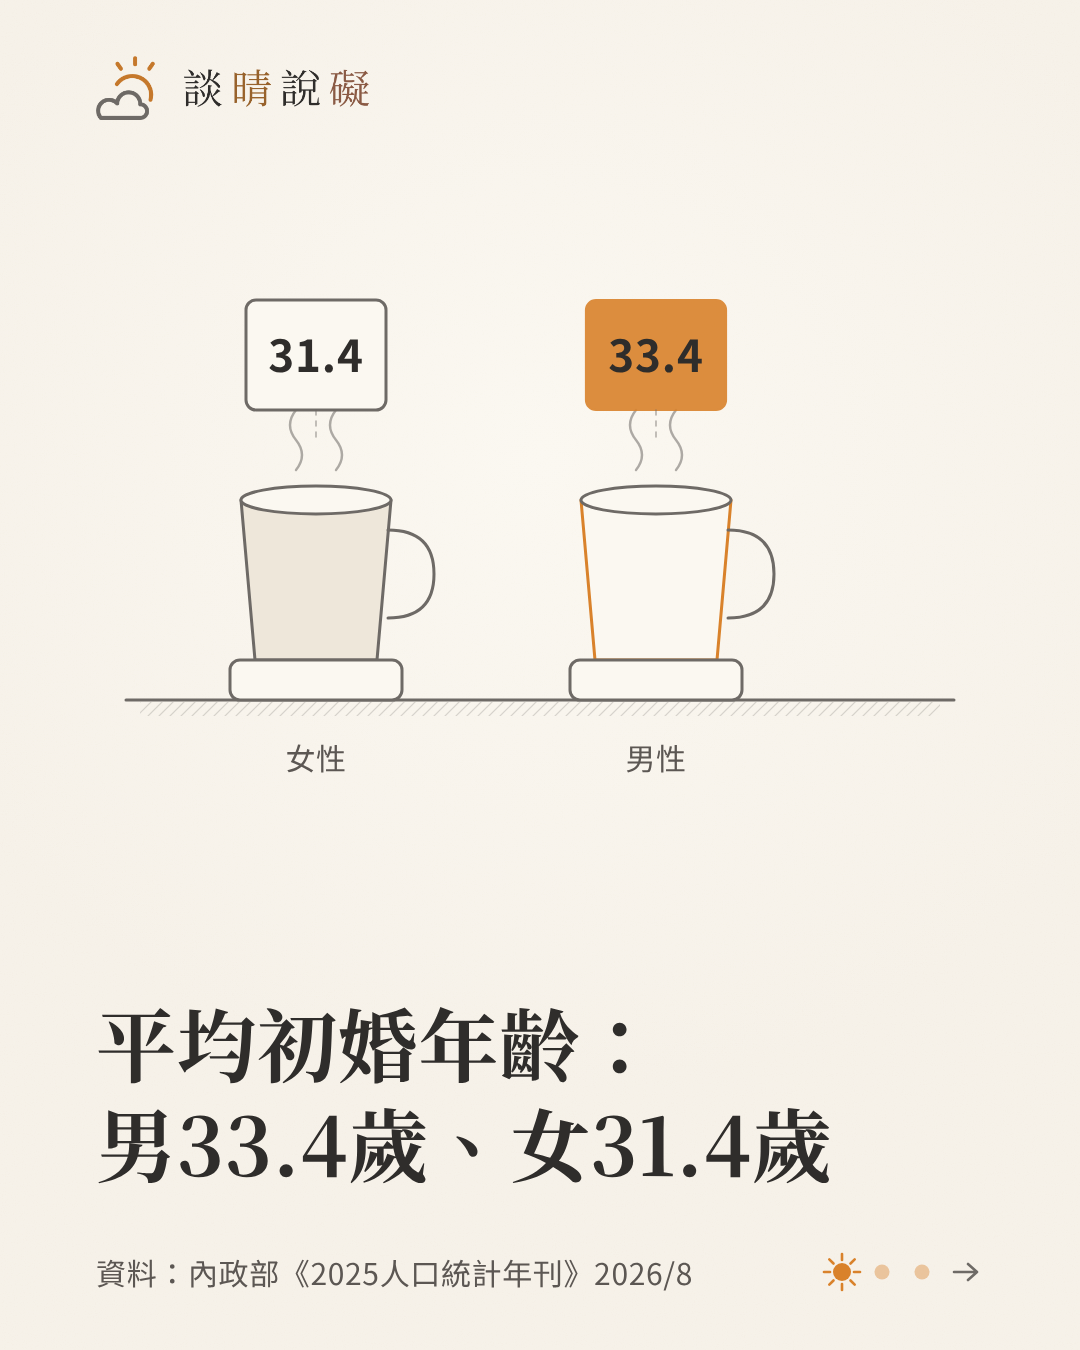 談晴說礙
31.4
33.4
女性
男性
平均初婚年齡：
男33.4歲、女31.4歲
資料：內政部《2025人口統計年刊》2026/8